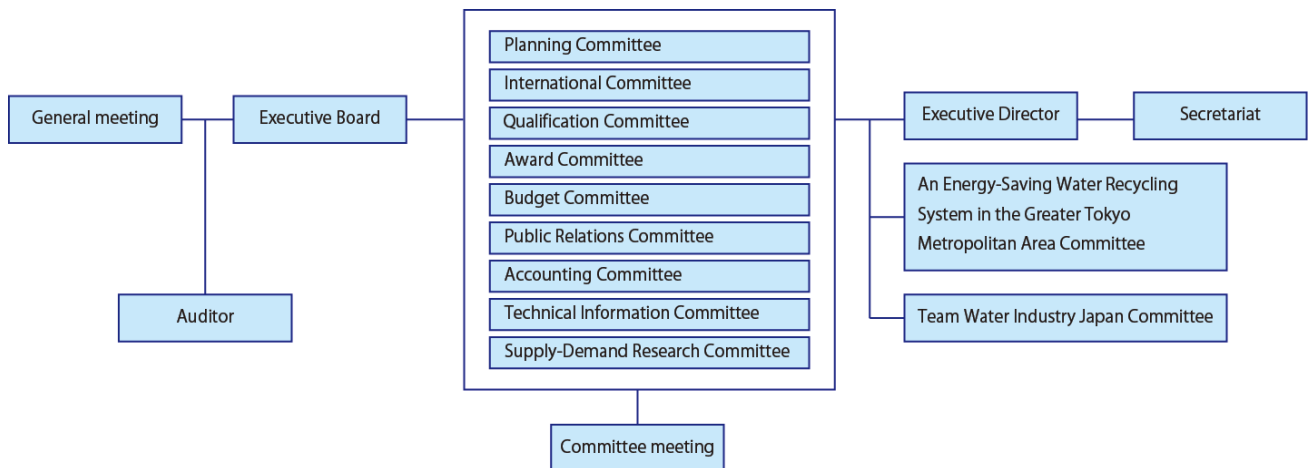 General meeting
Executive Board
Auditor
Planning Committee
International Committee
Qualification Committee
Award Committee
Budget Committee
Public Relations Committee
Accounting Committee
Technical Information Committee
Supply-Demand Research Committee
Committee meeting
Executive Director
Secretariat
An Energy-Saving Water Recycling
System in the Greater Tokyo
Metropolitan Area Committee
Team Water Industry Japan Committee